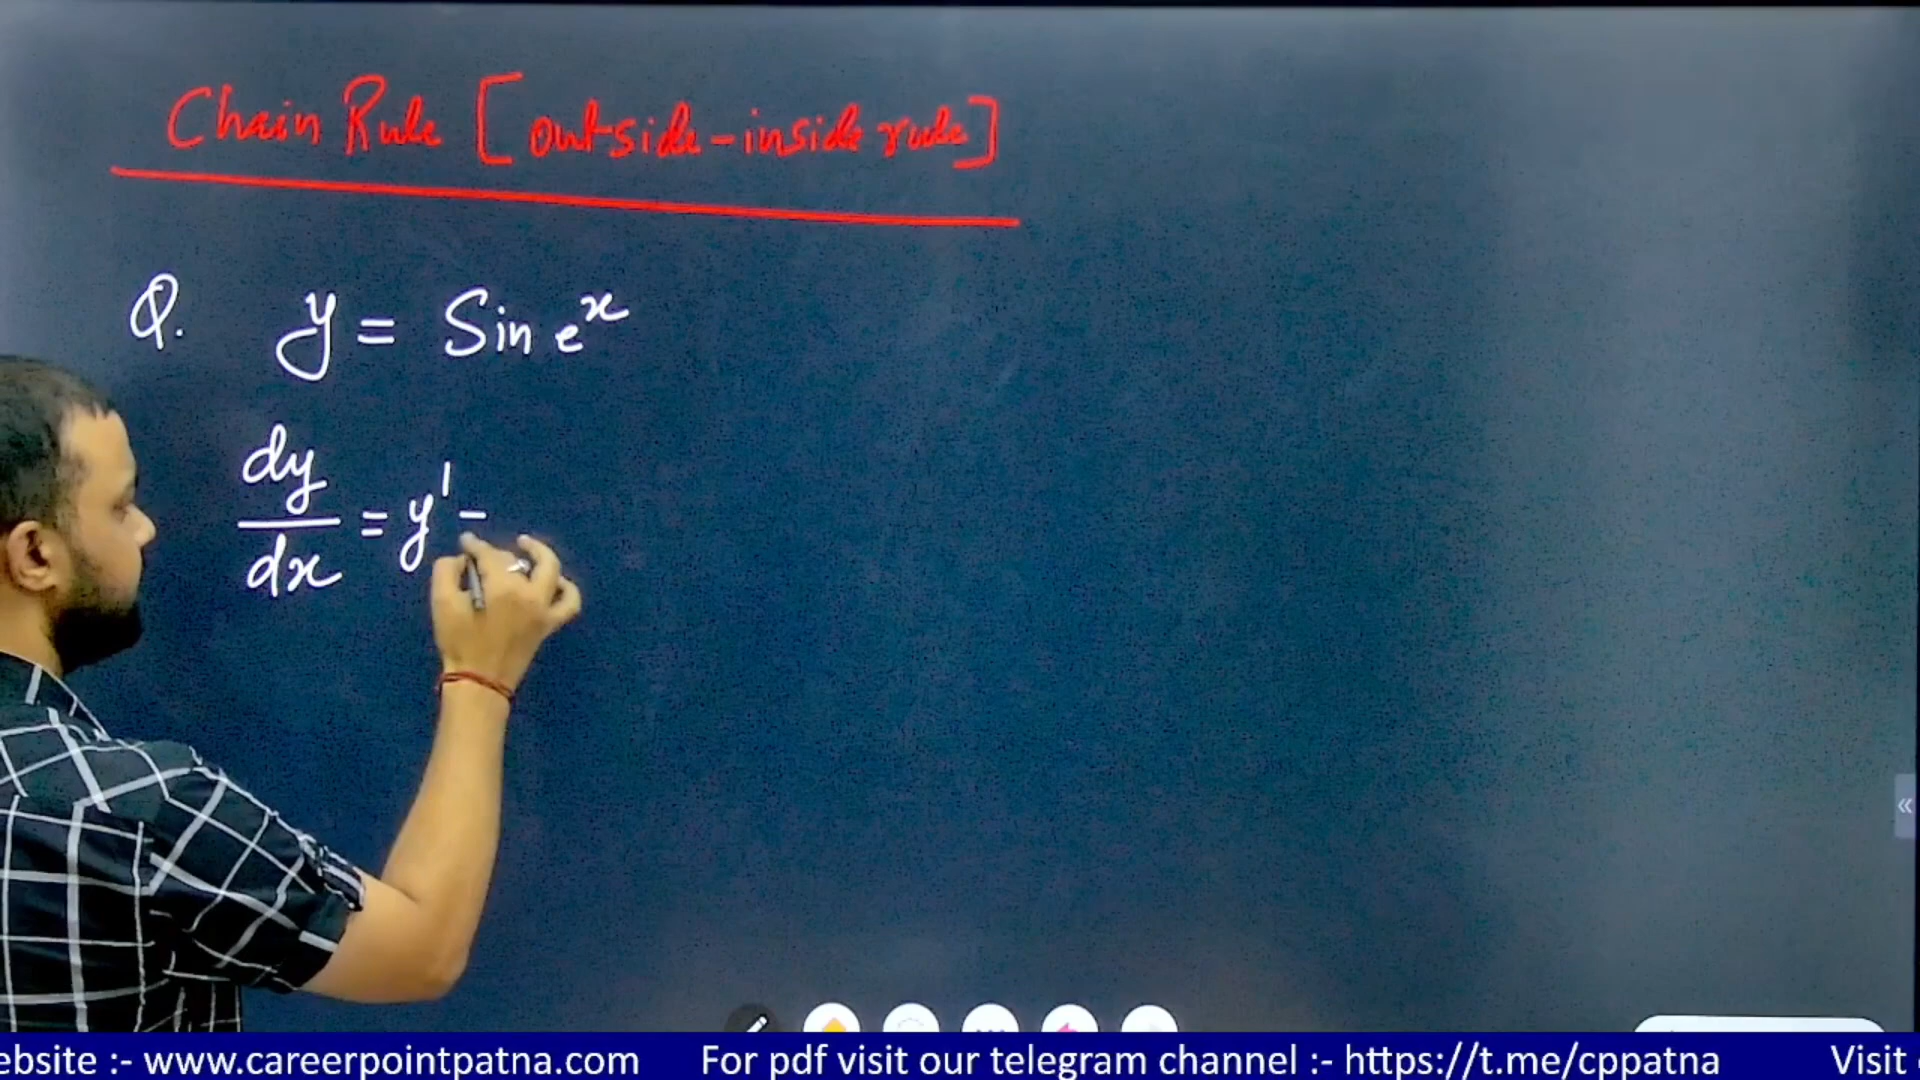 Chain Rule [outside-inside rule]
Q. y = Sin e^x
dy/dx = y' -
ebsite :- www.careerpointpatna.com For pdf visit our telegram channel :- https://t.me/cppatna Visit